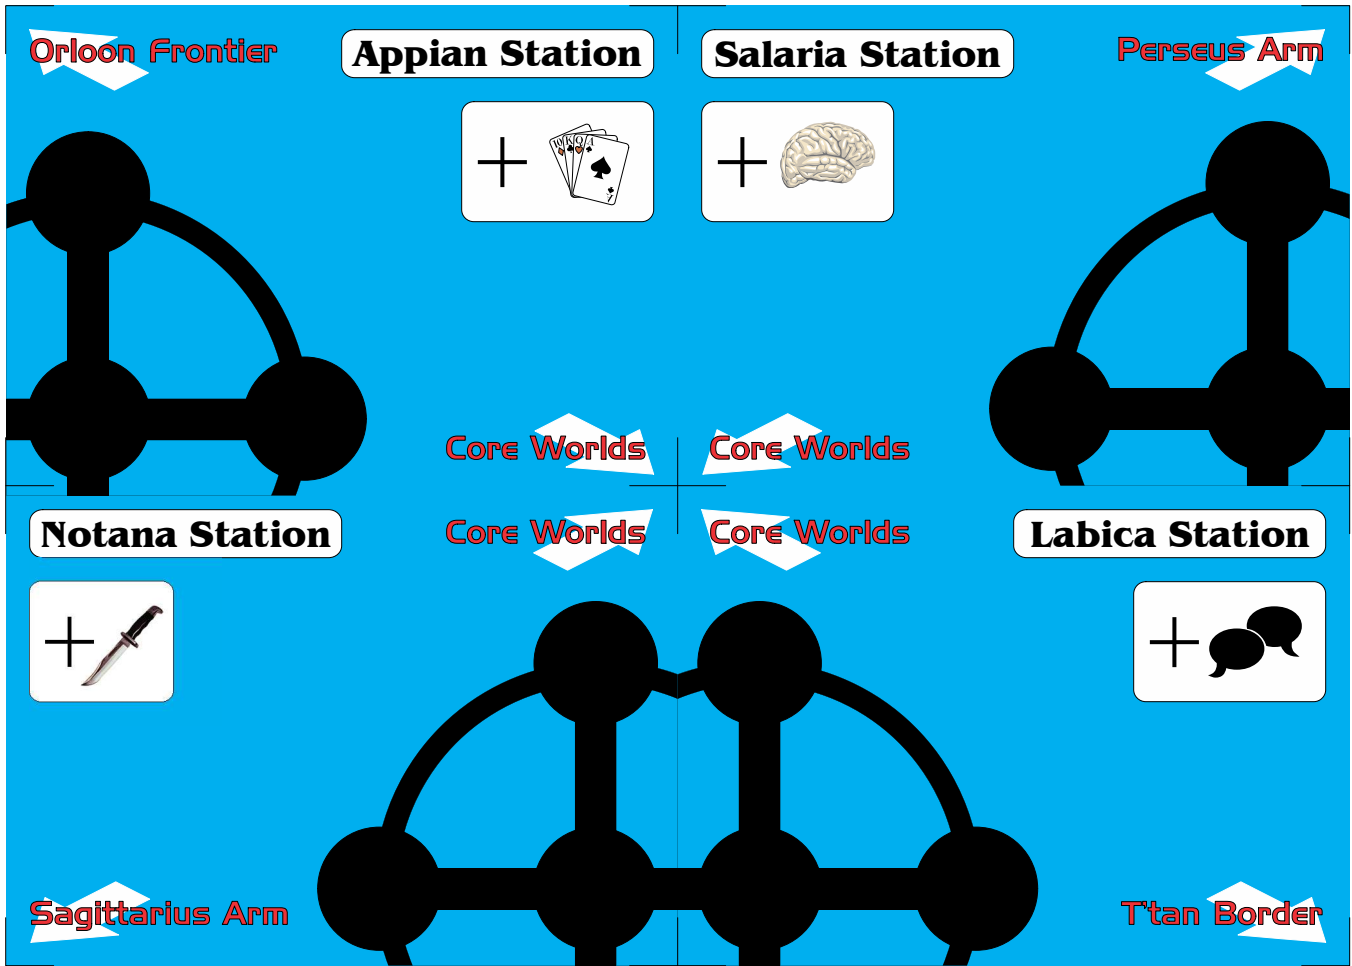 Orloon Frontier
Appian Station
+
10 K Q A
A
Salaria Station
+
Perseus Arm
Core Worlds
Core Worlds
Notana Station
+
Core Worlds
Core Worlds
Labica Station
+
Sagittarius Arm
T'tan Border